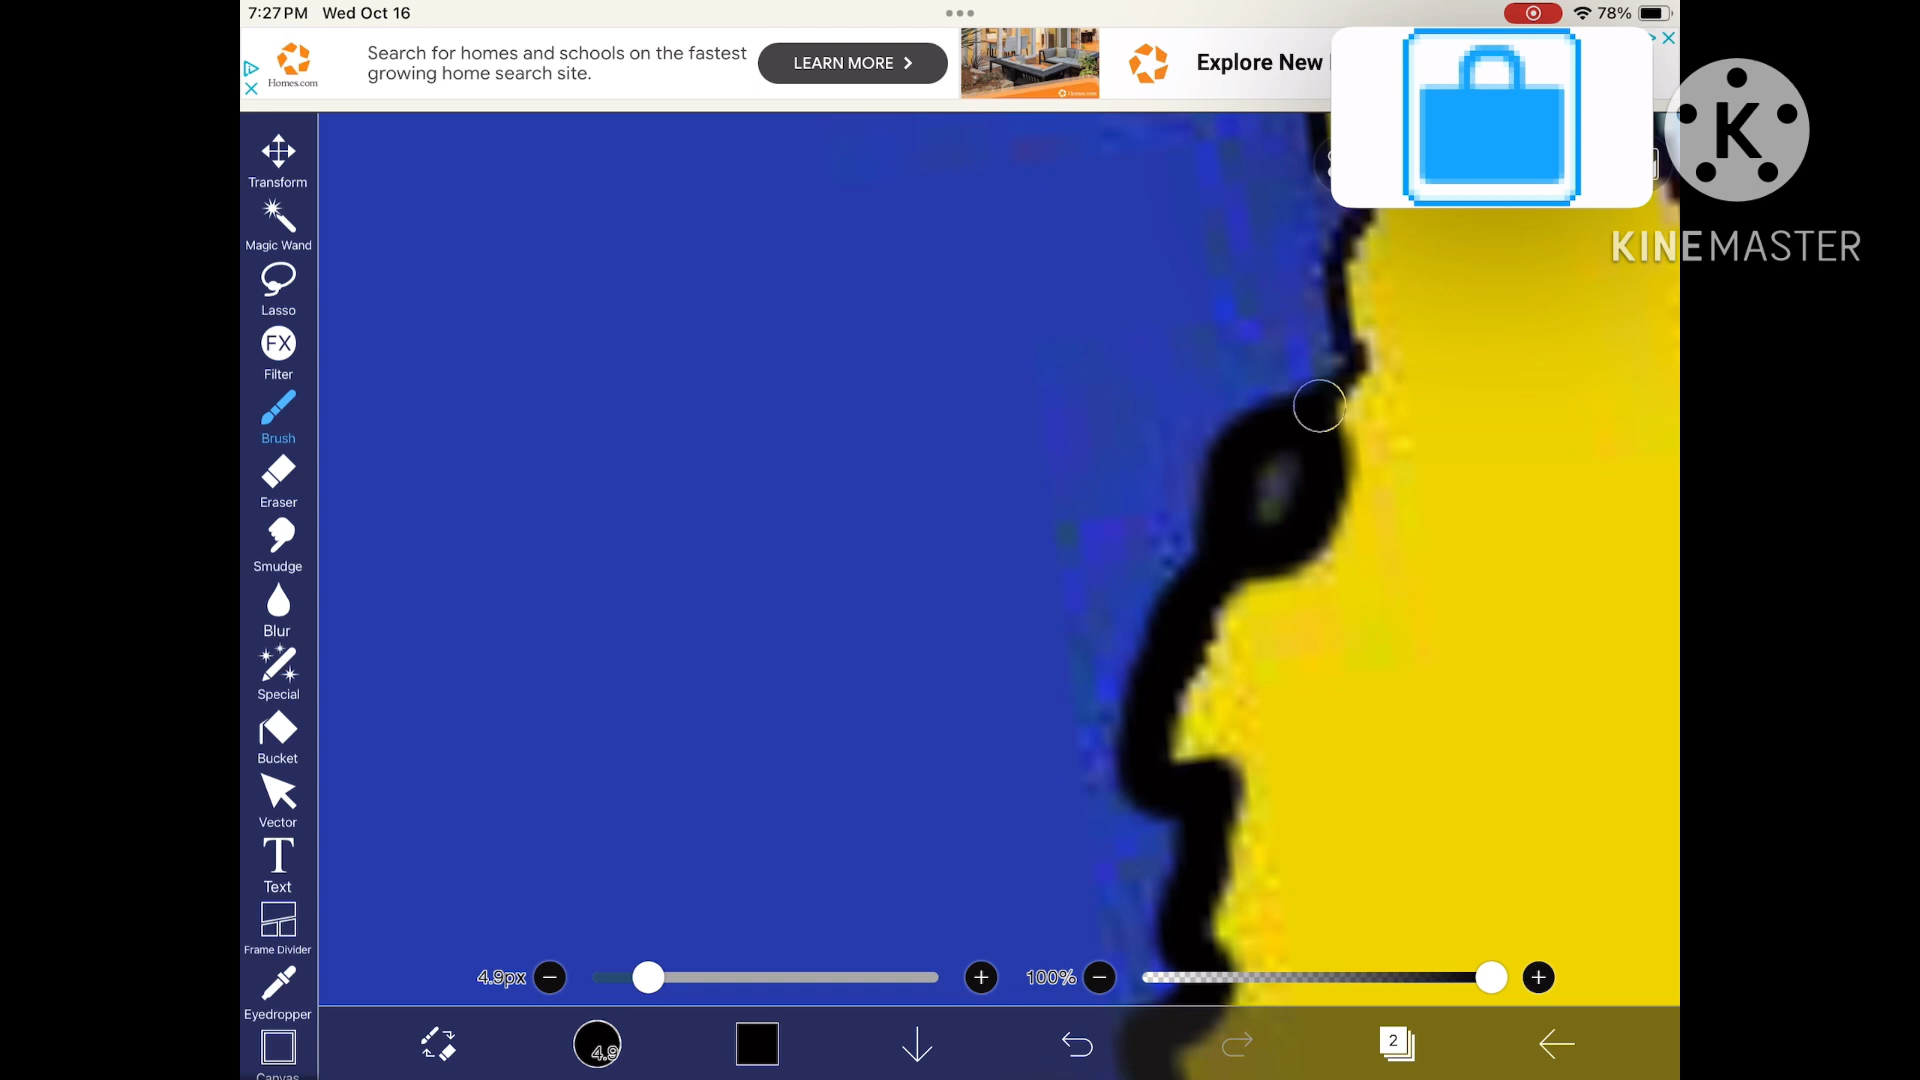 7:27 PM Wed Oct 16
78%
Homes.com
Search for homes and schools on the fastest
growing home search site.
LEARN MORE
Homes.com
Explore New
K
KINEMASTER
Transform
Magic Wand
Lasso
FX
Filter
Brush
Eraser
Smudge
Blur
Special
Bucket
Vector
T
Text
Frame Divider
Eyedropper
Canvas
4.9px
100%
4.9
2